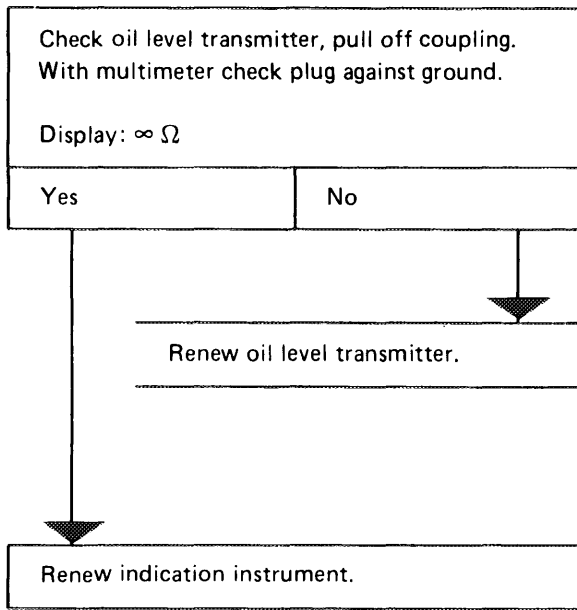 Check oil level transmitter, pull off coupling.
With multimeter check plug against ground.
Display: ∞ Ω
Yes
No
Renew oil level transmitter.
Renew indication instrument.